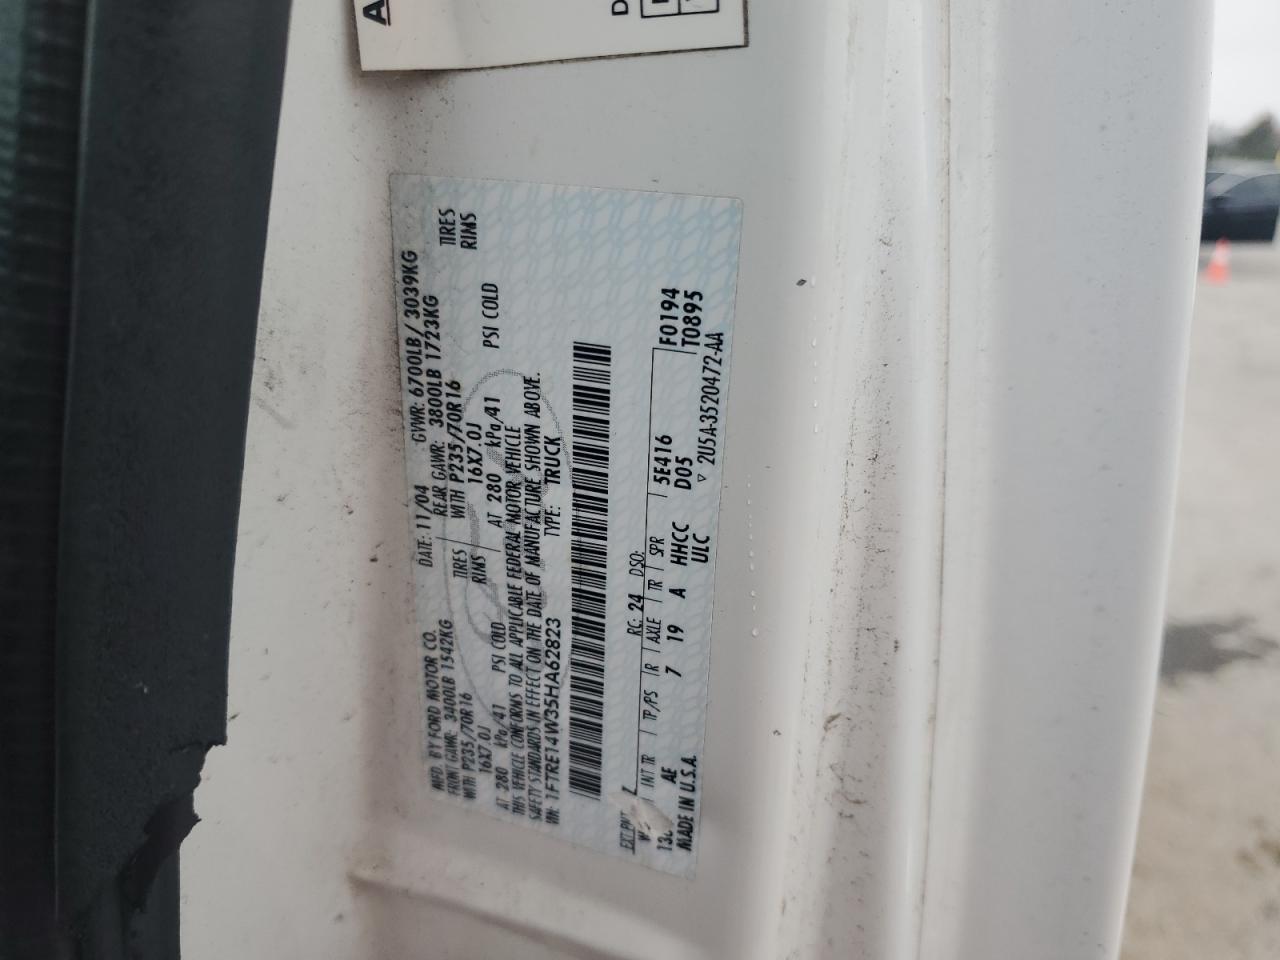 MFD. BY FORD MOTOR CO.
DATE: 11/04 GVWR: 6700LB/ 3039KG
FRONT GAWR: 3400LB 1542KG REAR GAWR: 3800LB 1723KG
WITH P235/70R16 TIRES WITH P235/70R16 TIRES
16X7.0J RIMS 16X7.0J RIMS
AT 280 kPa/41 PSI COLD AT 280 kPa/41 PSI COLD
THIS VEHICLE CONFORMS TO ALL APPLICABLE FEDERAL MOTOR VEHICLE
SAFETY STANDARDS IN EFFECT ON THE DATE OF MANUFACTURE SHOWN ABOVE.
VIN: 1FTRE14W35HA62823 TYPE: TRUCK
EXT PNT RC: 24 DSO: F0194
INT TR TP/PS R AXLE TR SPR 5E416 T0895
AE 7 19 A HHCC D05
MADE IN U.S.A. ULC 2U5A-3520472-AA